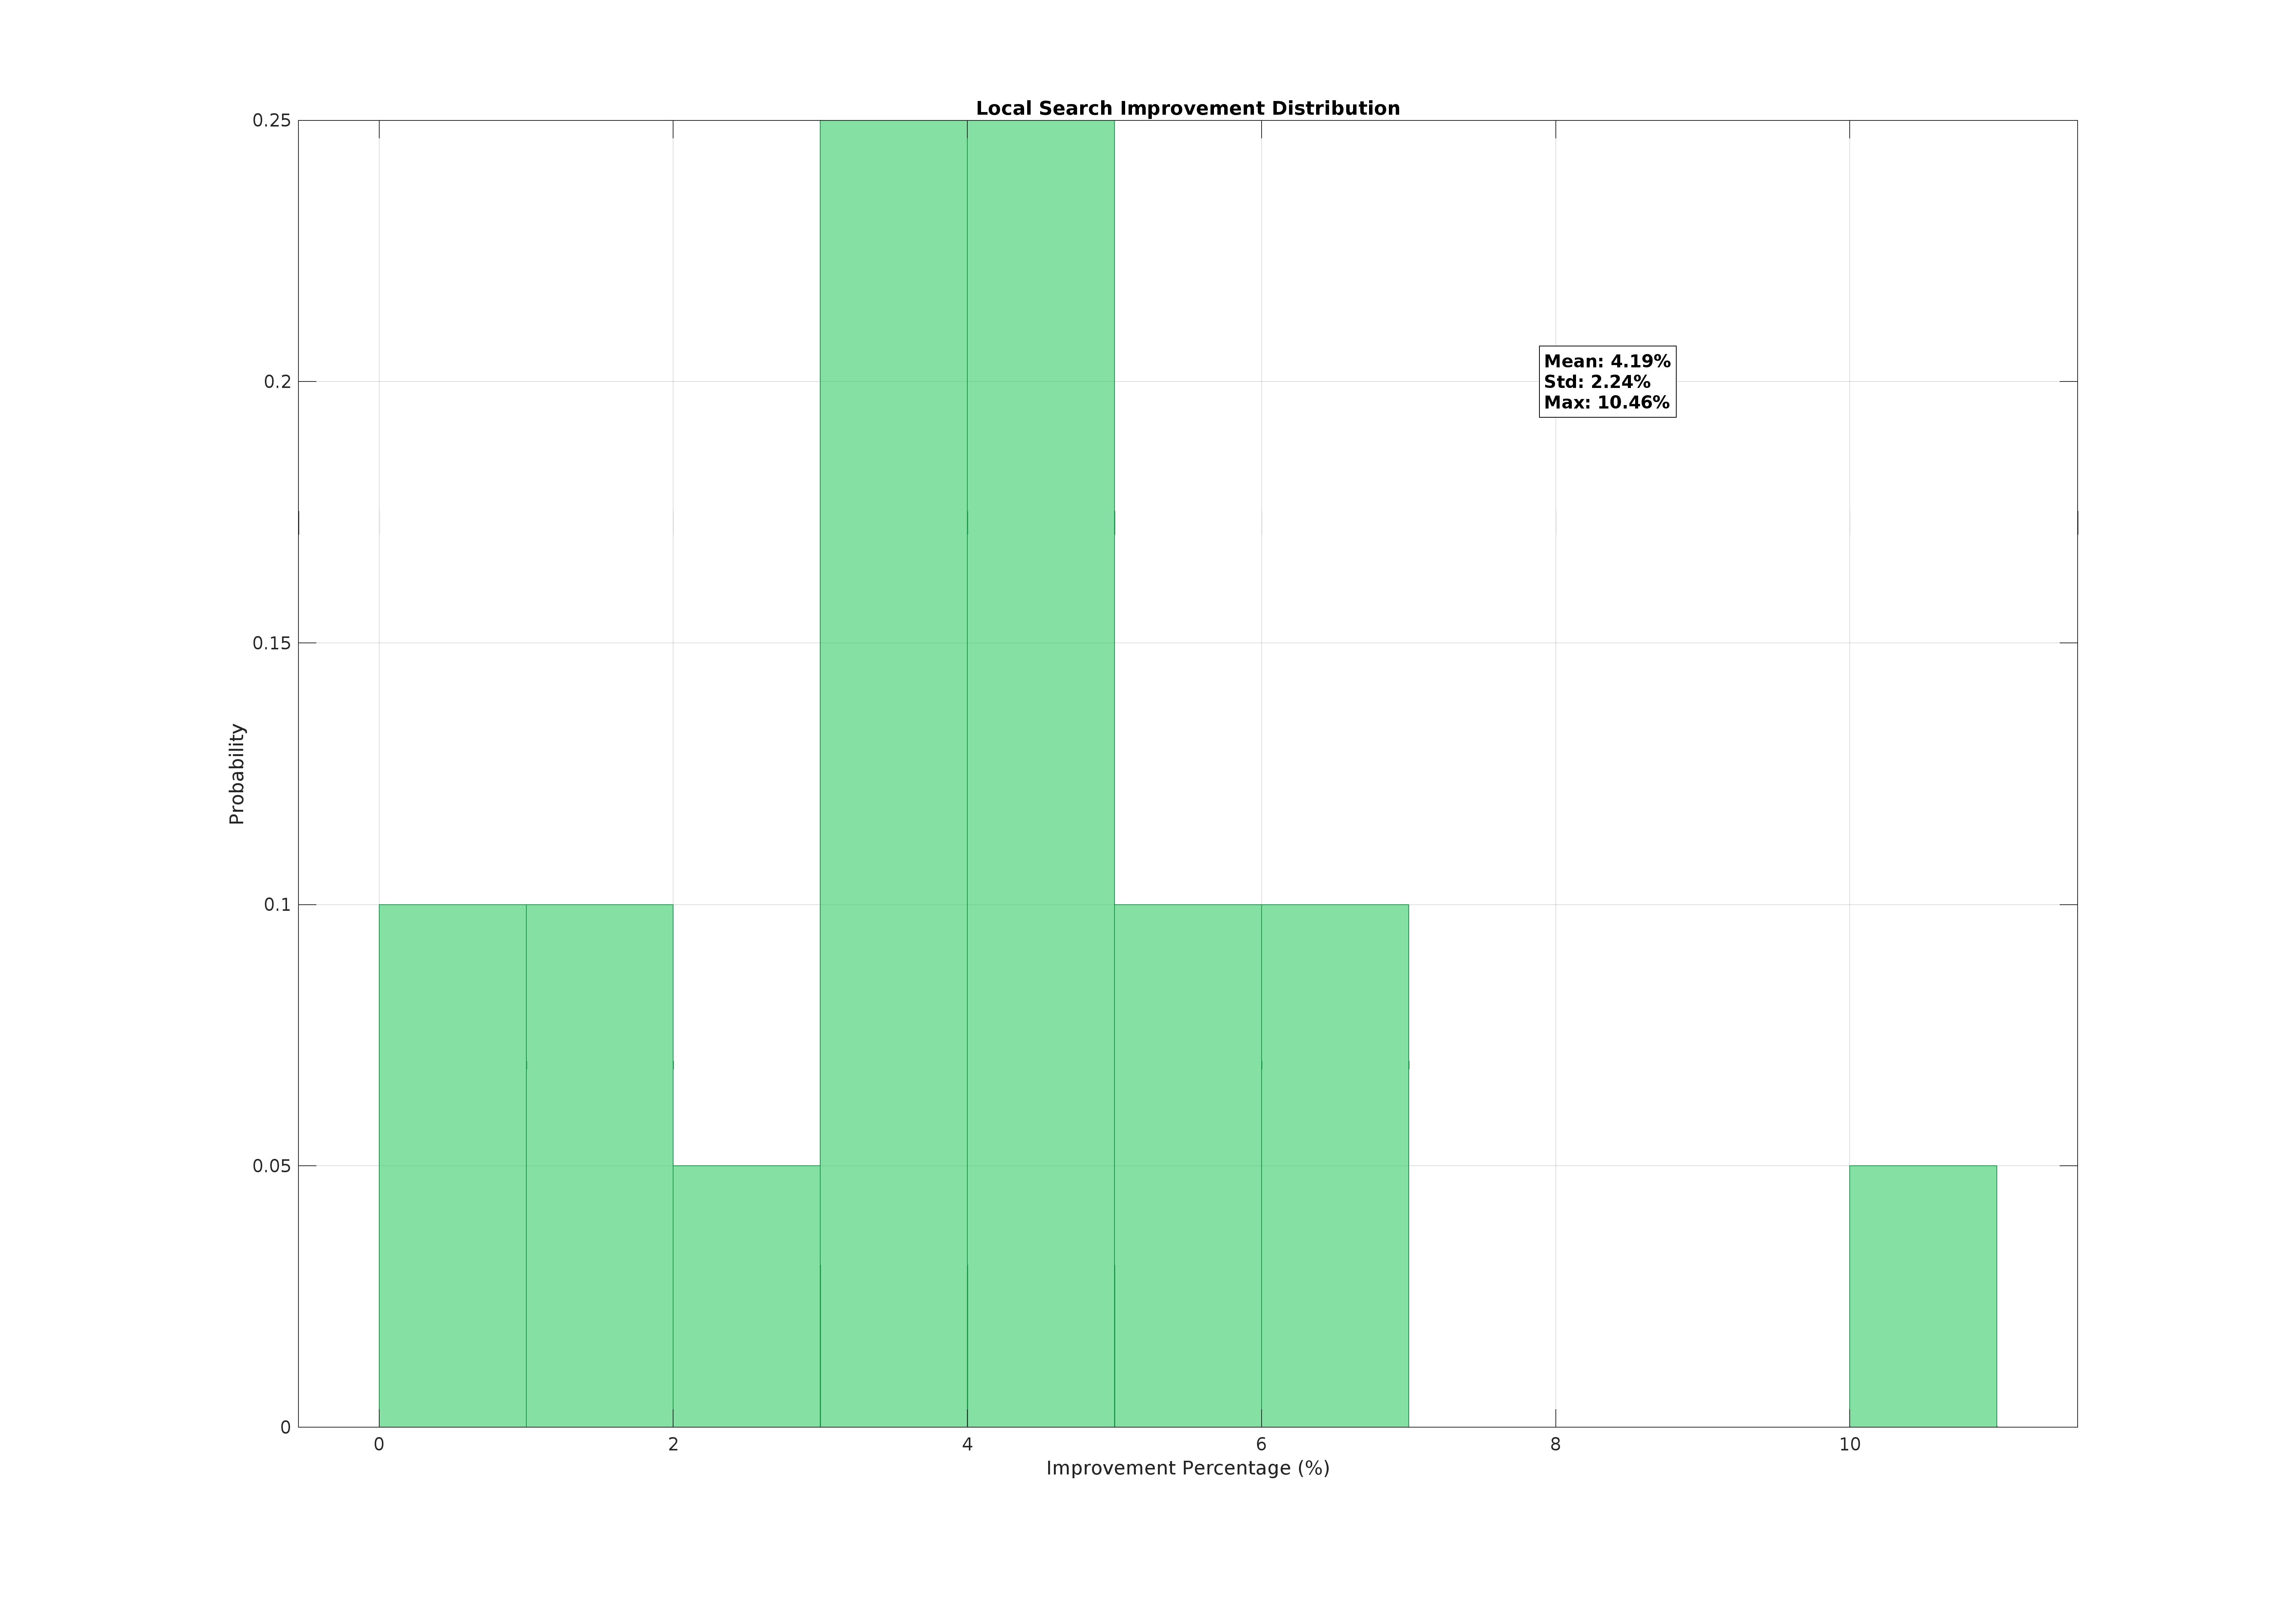 Local Search Improvement Distribution
0.25
0.2
0.15
0.1
0.05
0
Mean: 4.19%
Std: 2.24%
Max: 10.46%
Probability
0 2 4 6 8 10
Improvement Percentage (%)